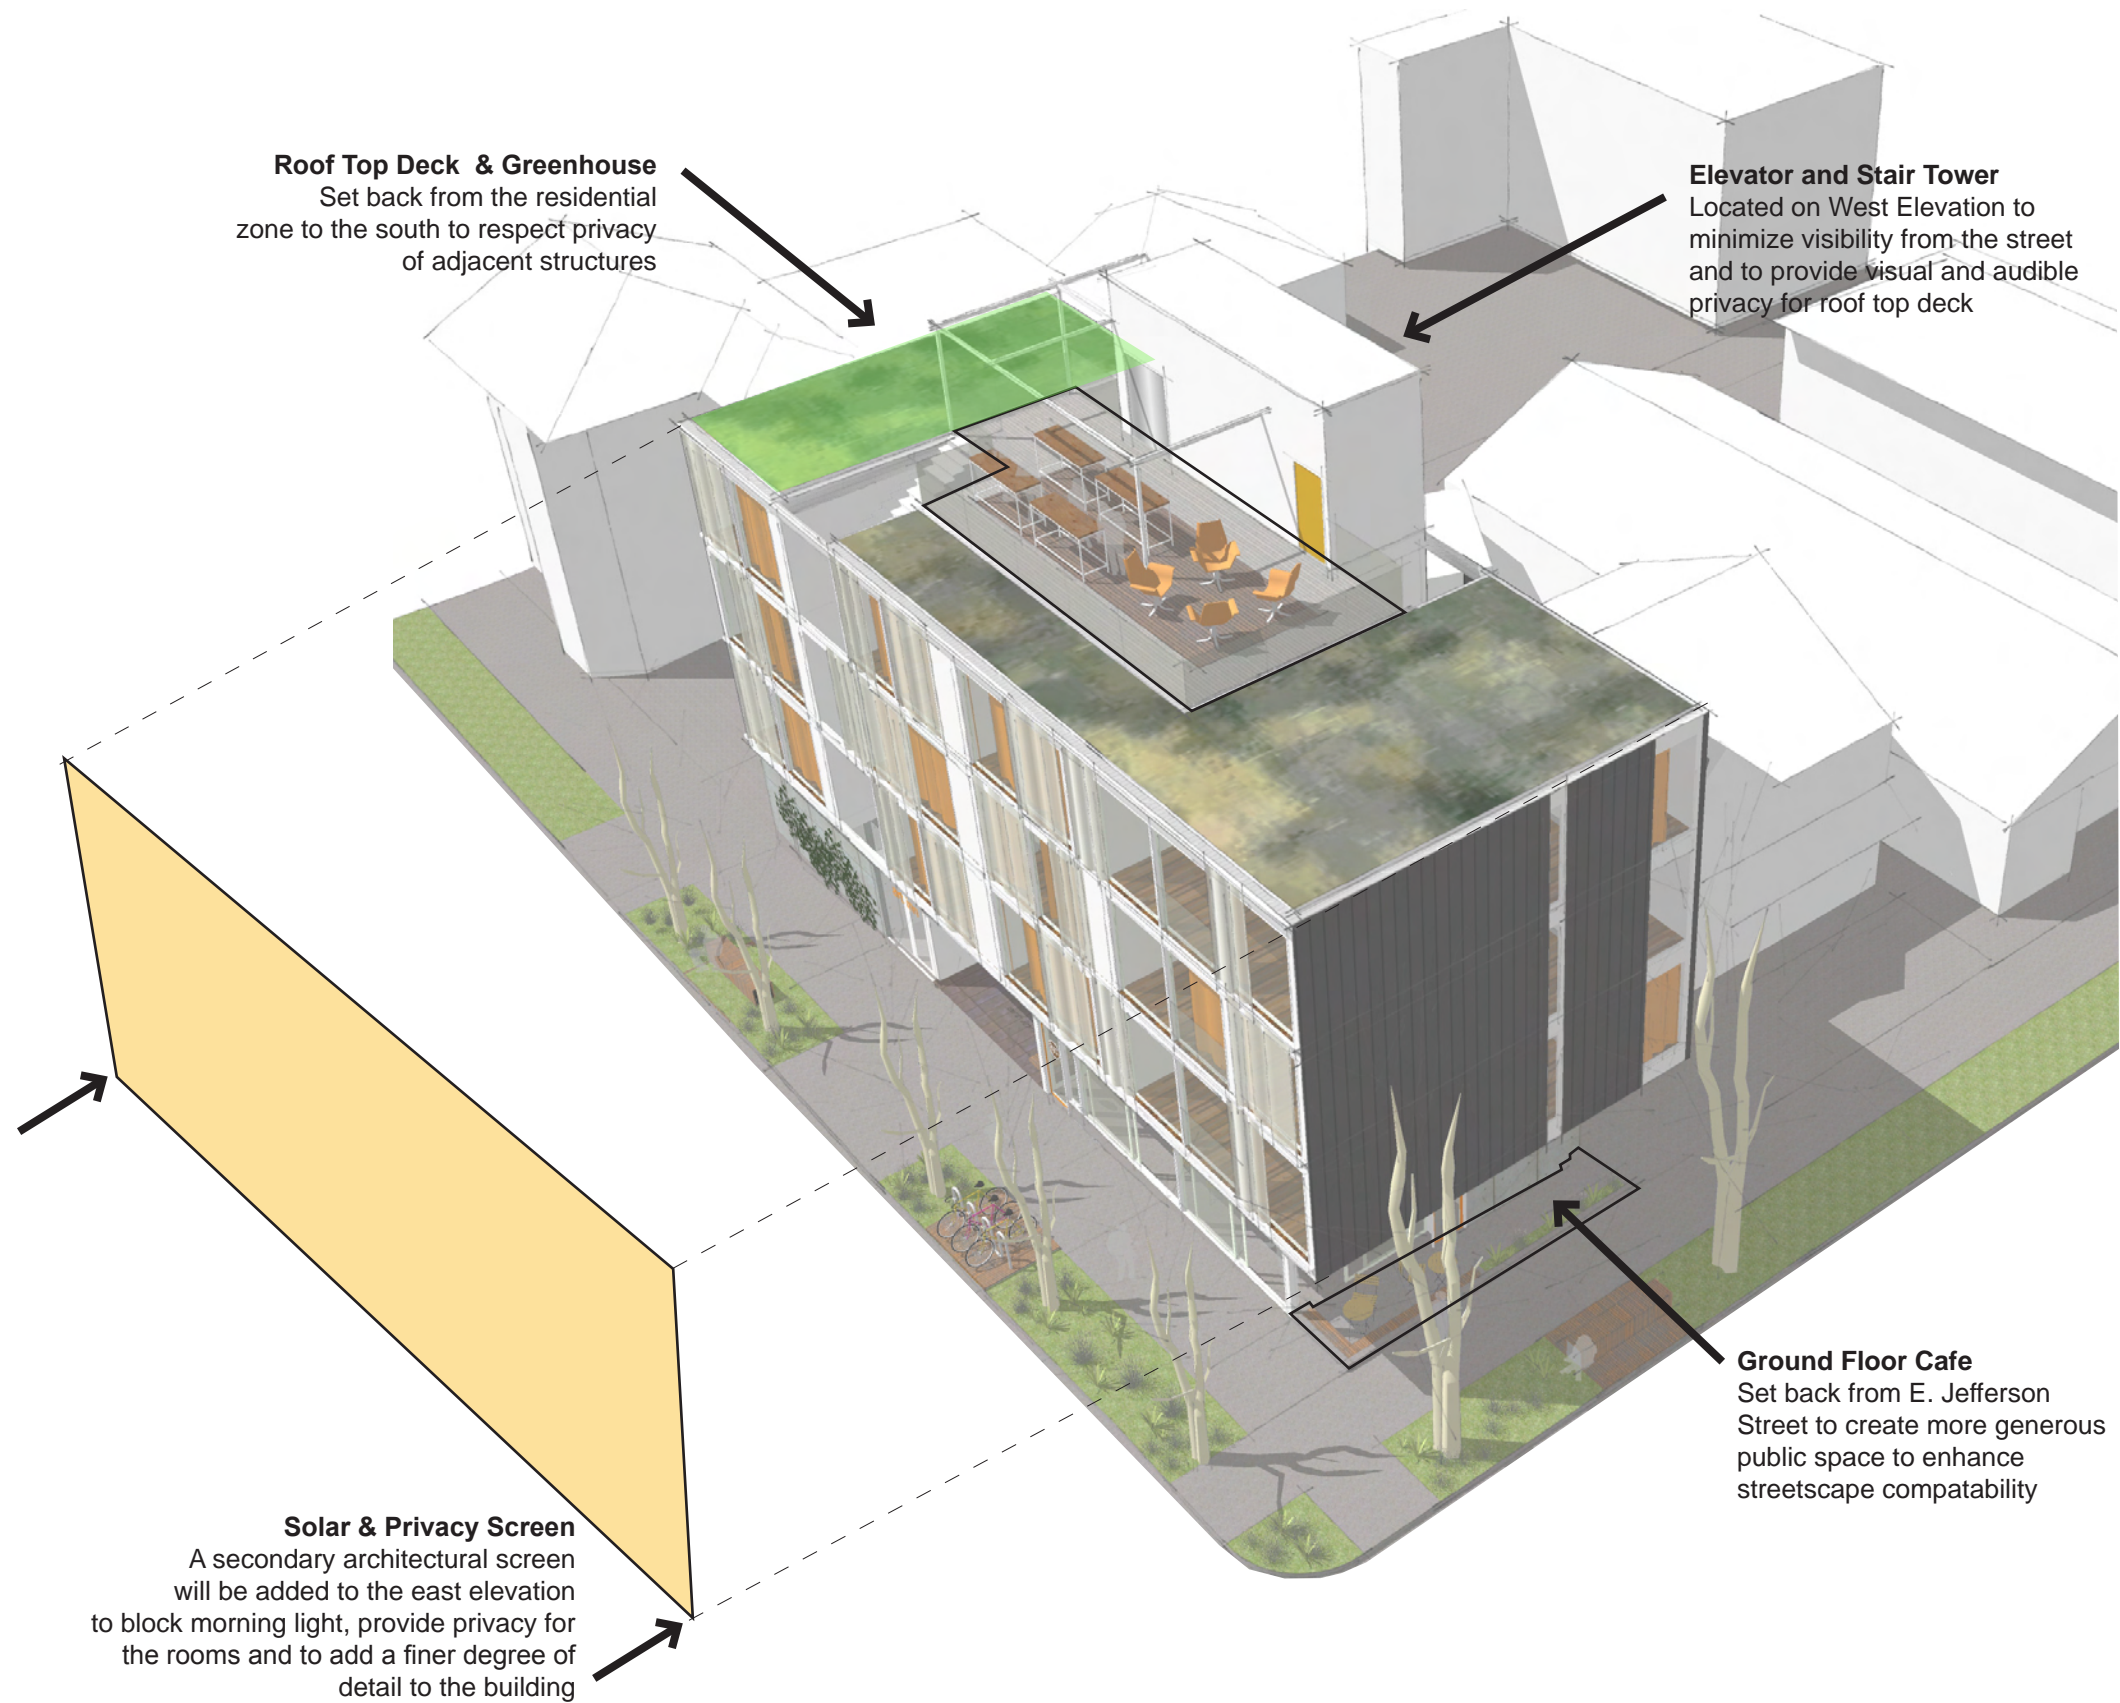 Roof Top Deck & Greenhouse
Set back from the residential
zone to the south to respect privacy
of adjacent structures
Elevator and Stair Tower
Located on West Elevation to
minimize visibility from the street
and to provide visual and audible
privacy for roof top deck
Ground Floor Cafe
Set back from E. Jefferson
Street to create more generous
public space to enhance
streetscape compatability
Solar & Privacy Screen
A secondary architectural screen
will be added to the east elevation
to block morning light, provide privacy for
the rooms and to add a finer degree of
detail to the building